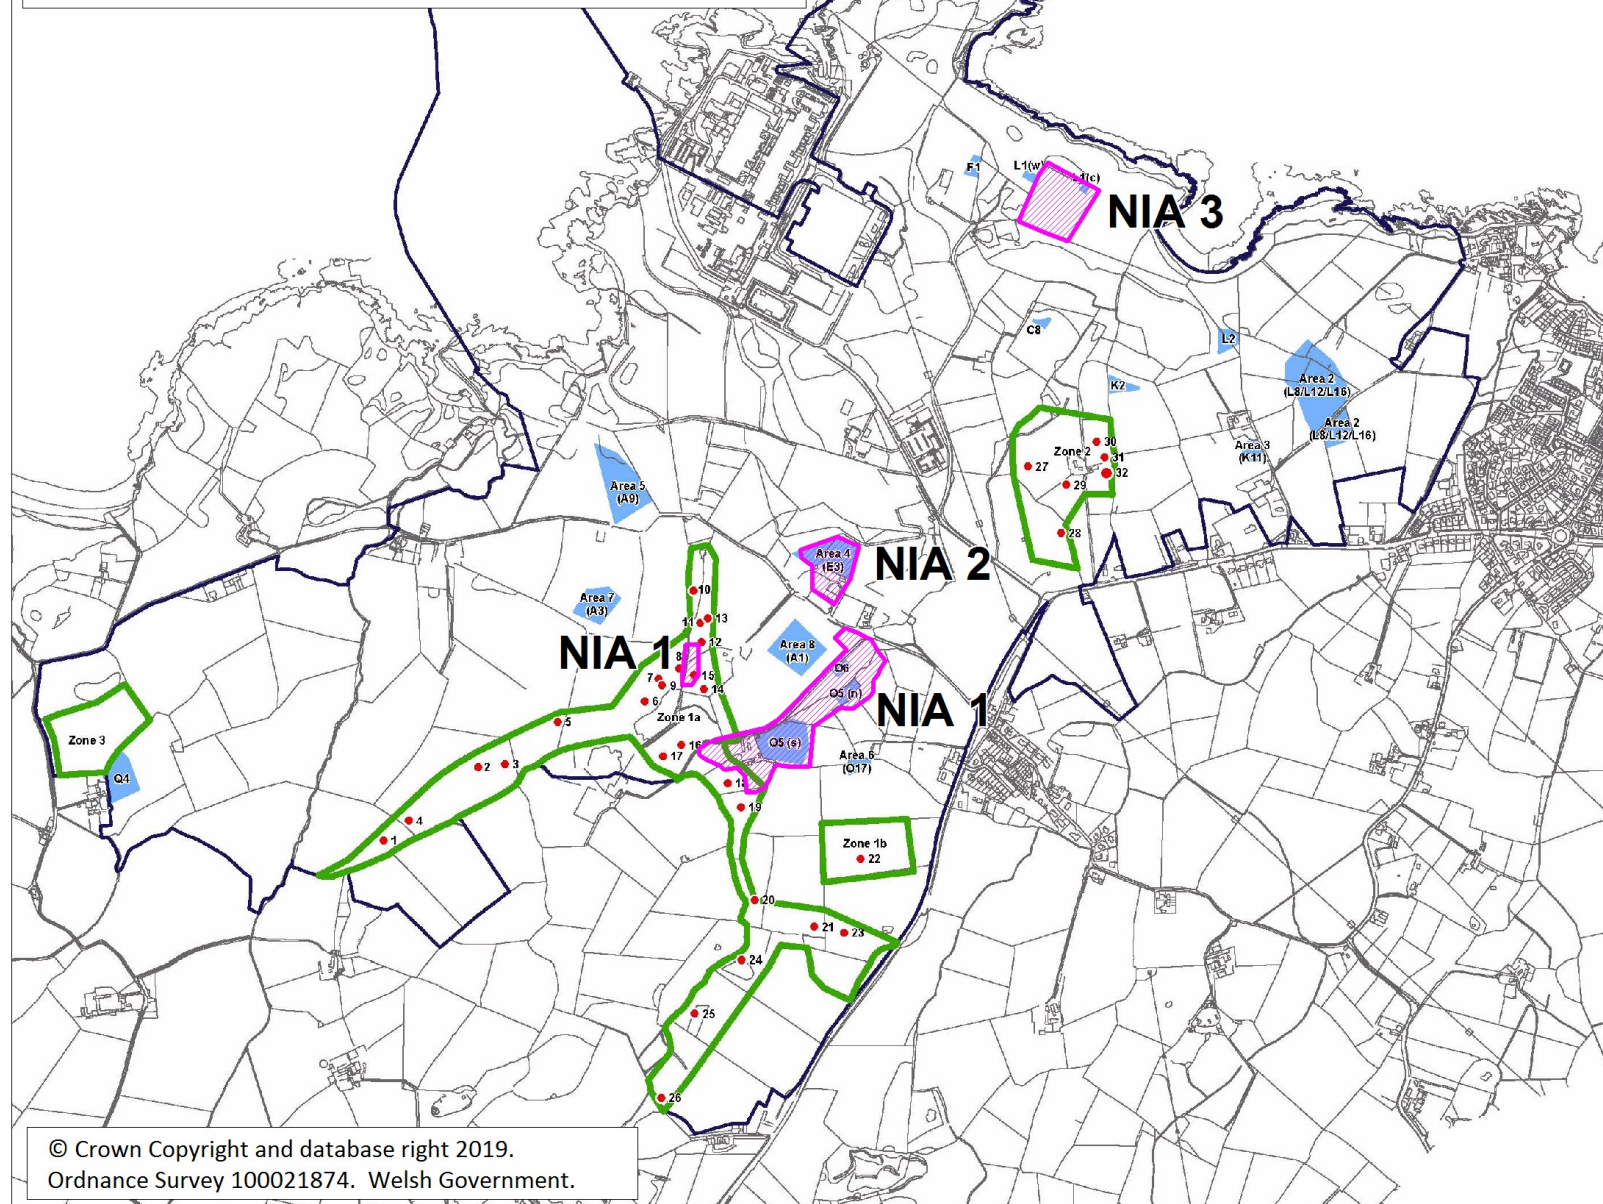 F1
L1(w)
L1(c)
NIA 3
C8
L2
K2
Area 2
(L8/L12/L16)
Area 2
(L8/L12/L16)
Area 3
(K11)
30
Zone 2
31
27
32
29
28
Area 5
(A9)
Area 4
(E3)
NIA 2
10
Area 7
(A3)
11
13
12
NIA 1
8
Area 8
(A1)
7
9
15
14
6
O6
O5 (n)
NIA 1
Zone 1a
5
Zone 3
16
17
O5 (s)
Area 6
(O17)
2
3
Q4
18
19
4
1
Zone 1b
22
20
21
23
24
25
26
© Crown Copyright and database right 2019.
Ordnance Survey 100021874. Welsh Government.